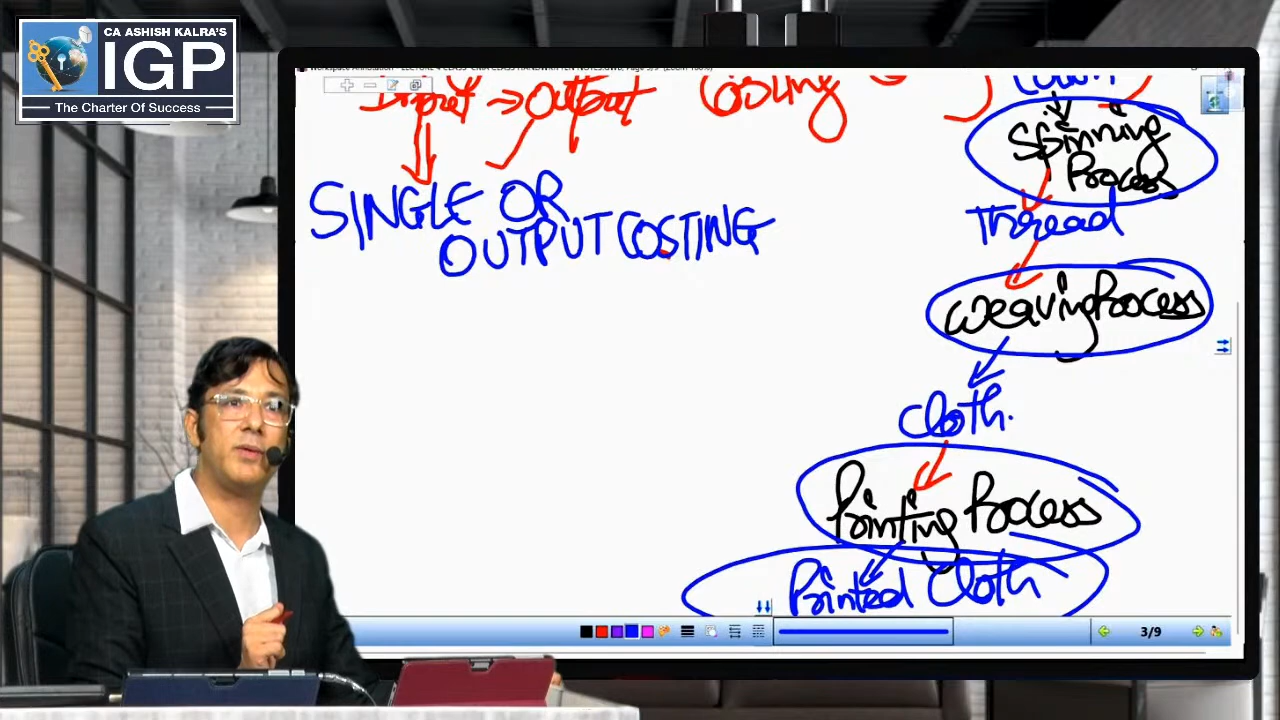 CA ASHISH KALRA'S
IGP
The Charter Of Success
Input → Output Costing
SINGLE OR
OUTPUT COSTING
Spinning
Process
Thread
Weaving Process
Cloth.
Printing Process
Printed Cloth
3/9